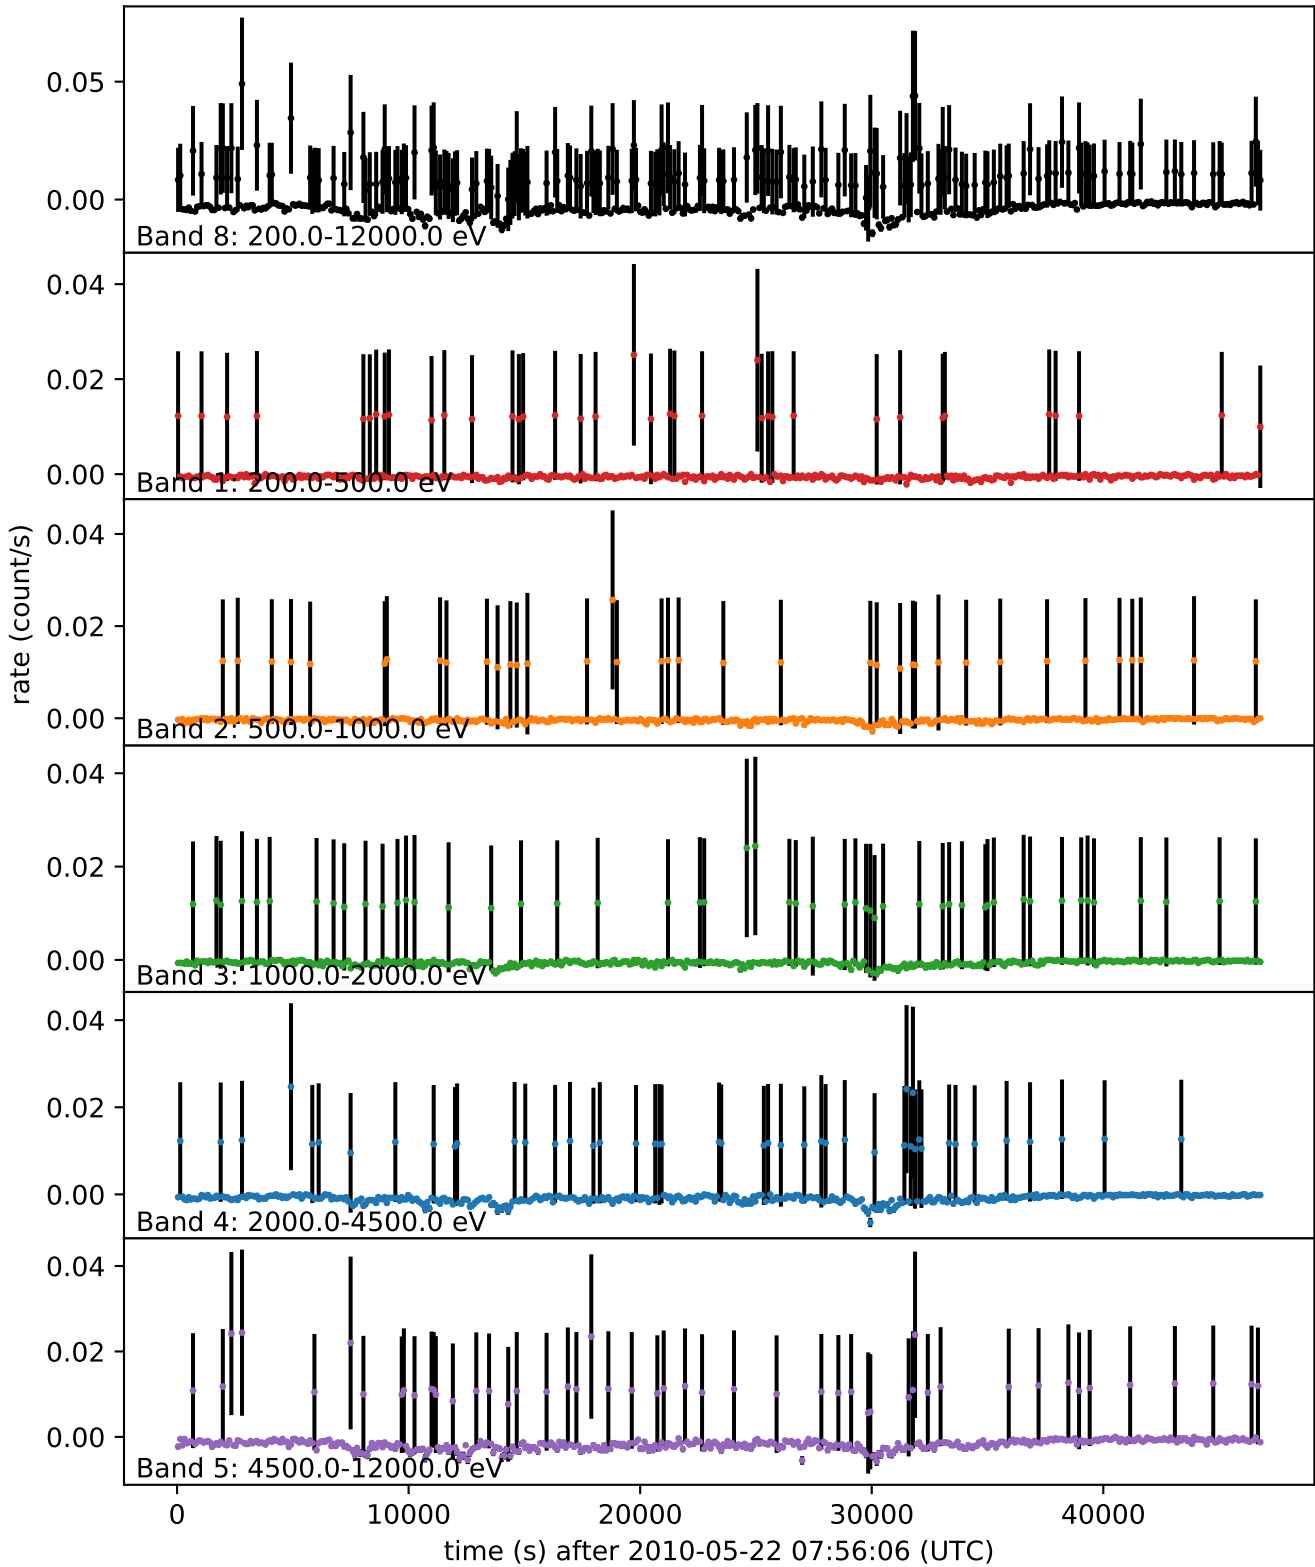 0.05
0.00
Band 8: 200.0-12000.0 eV
0.04
0.02
0.00
Band 1: 200.0-500.0 eV
0.04
0.02
0.00
Band 2: 500.0-1000.0 eV
rate (count/s)
0.04
0.02
0.00
Band 3: 1000.0-2000.0 eV
0.04
0.02
0.00
Band 4: 2000.0-4500.0 eV
0.04
0.02
0.00
Band 5: 4500.0-12000.0 eV
0 10000 20000 30000 40000
time (s) after 2010-05-22 07:56:06 (UTC)